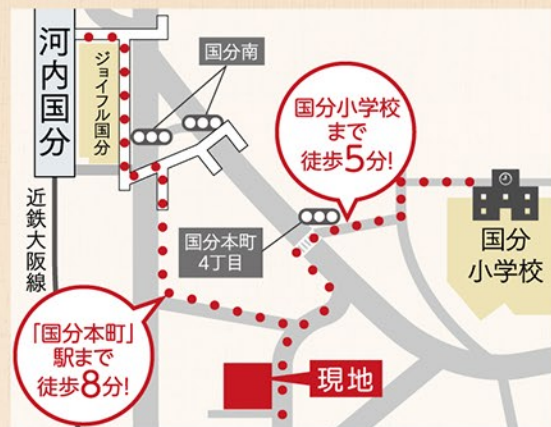 河内国分
ジョイフル国分
国分南
国分小学校
まで
徒歩5分!
近鉄大阪線
国分本町
4丁目
国分
小学校
「国分本町」
駅まで
徒歩8分!
現地